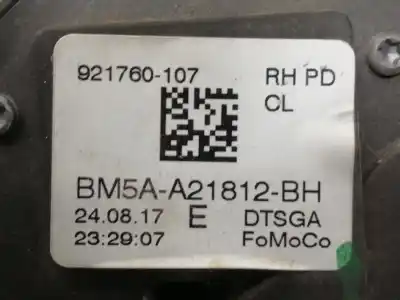 921760-107 RH PD
CL
BM5A-A21812-BH
24.08.17 E DTSGA
23:29:07 FoMoCo